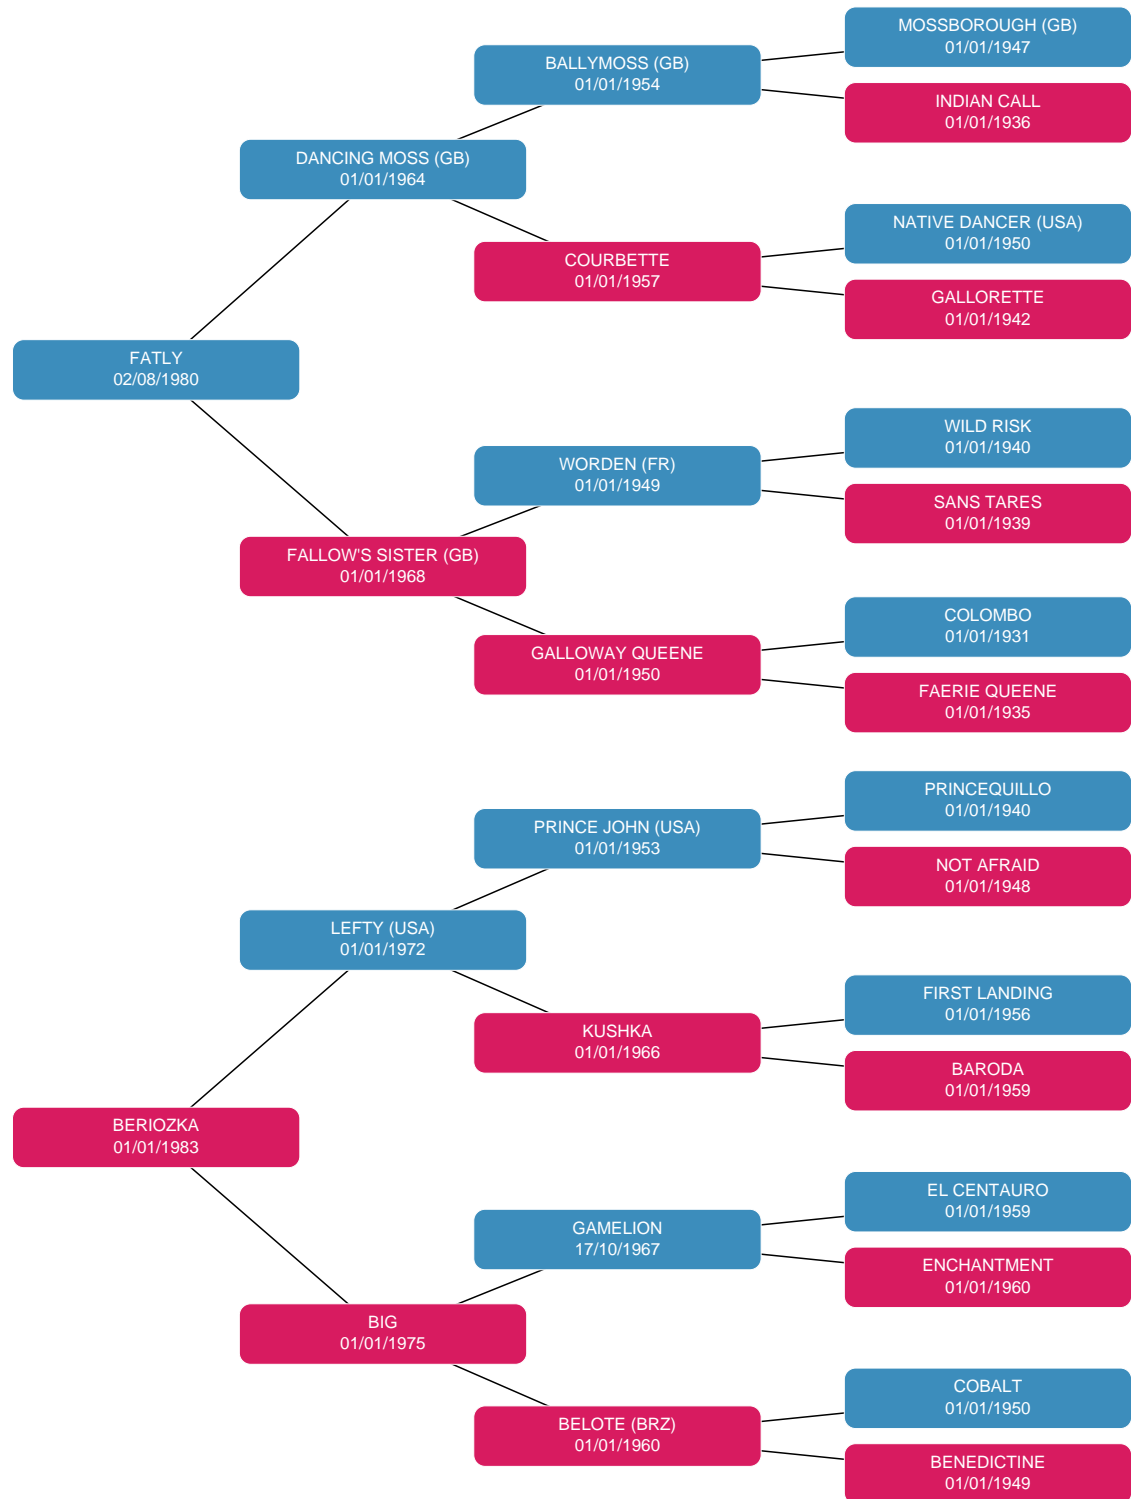 MOSSBOROUGH (GB)
01/01/1947
BALLYMOSS (GB)
01/01/1954
INDIAN CALL
01/01/1936
DANCING MOSS (GB)
01/01/1964
NATIVE DANCER (USA)
01/01/1950
COURBETTE
01/01/1957
GALLORETTE
01/01/1942
FATLY
02/08/1980
WILD RISK
01/01/1940
WORDEN (FR)
01/01/1949
SANS TARES
01/01/1939
FALLOW'S SISTER (GB)
01/01/1968
COLOMBO
01/01/1931
GALLOWAY QUEENE
01/01/1950
FAERIE QUEENE
01/01/1935
PRINCEQUILLO
01/01/1940
PRINCE JOHN (USA)
01/01/1953
NOT AFRAID
01/01/1948
LEFTY (USA)
01/01/1972
FIRST LANDING
01/01/1956
KUSHKA
01/01/1966
BARODA
01/01/1959
BERIOZKA
01/01/1983
EL CENTAURO
01/01/1959
GAMELION
17/10/1967
ENCHANTMENT
01/01/1960
BIG
01/01/1975
COBALT
01/01/1950
BELOTE (BRZ)
01/01/1960
BENEDICTINE
01/01/1949